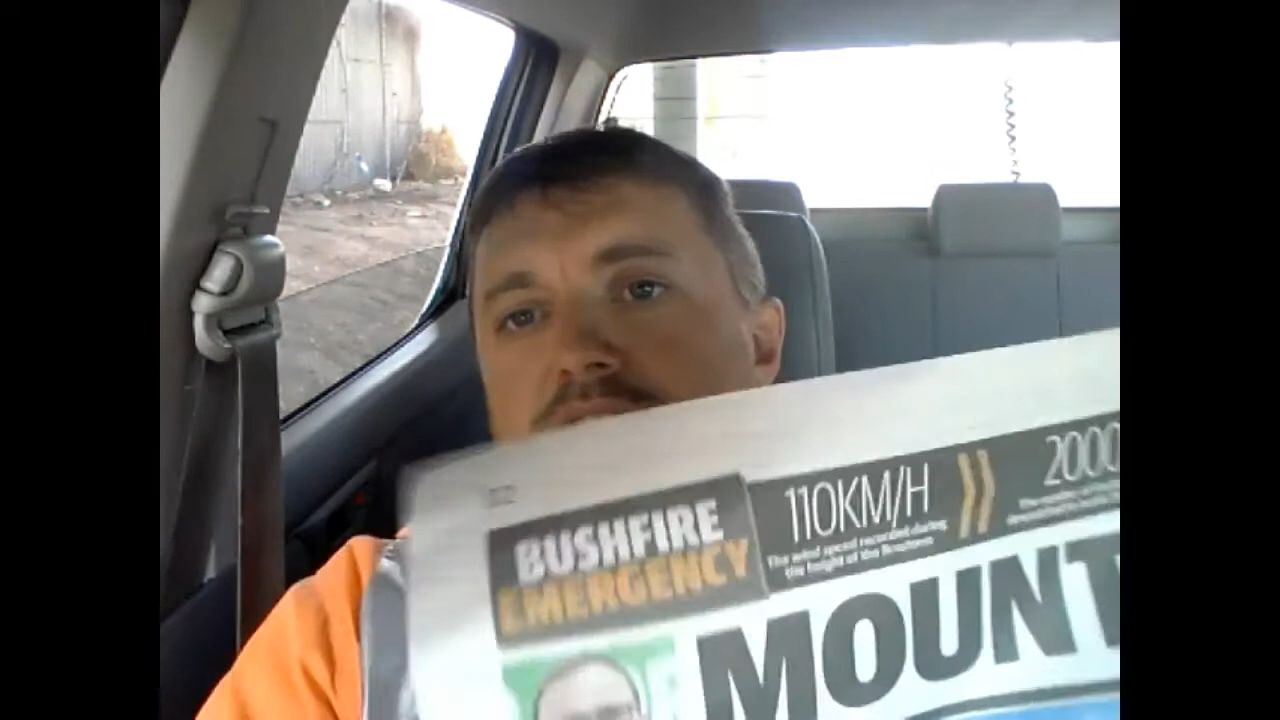 BUSHFIRE
EMERGENCY
110KM/H
The wind speed recorded during
the height of the firestorm
2000
MOUNT